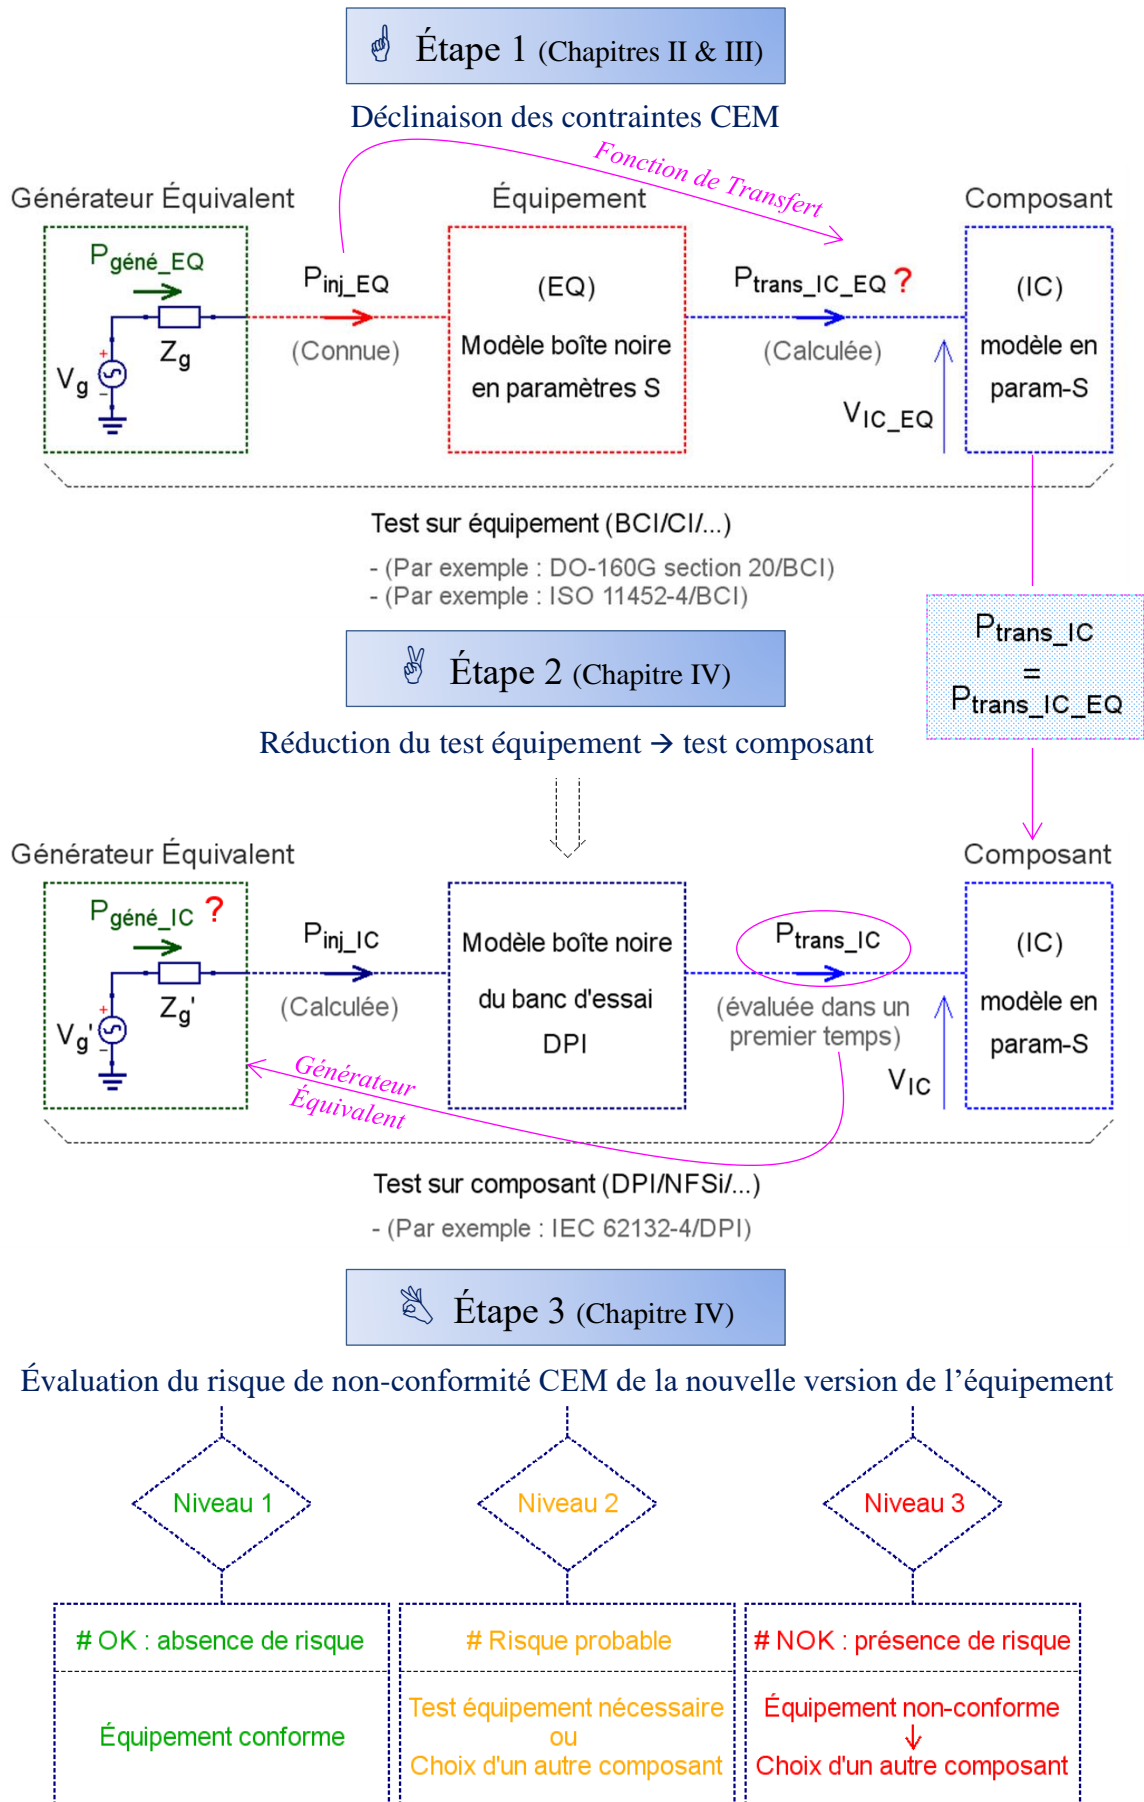 Étape 1 (Chapitres II & III)
Déclinaison des contraintes CEM
Fonction de Transfert
Générateur Équivalent
Équipement
Composant
Pgéné_EQ
Zg
Vg
+
−
Pinj_EQ
(Connue)
(EQ)
Modèle boîte noire
en paramètres S
Ptrans_IC_EQ ?
(Calculée)
VIC_EQ
(IC)
modèle en
param-S
Test sur équipement (BCI/CI/...)
- (Par exemple : DO-160G section 20/BCI)
- (Par exemple : ISO 11452-4/BCI)
Ptrans_IC
=
Ptrans_IC_EQ
Étape 2 (Chapitre IV)
Réduction du test équipement → test composant
Générateur Équivalent
Composant
Pgéné_IC ?
Zg'
Vg'
+
−
Pinj_IC
(Calculée)
Modèle boîte noire
du banc d'essai
DPI
Ptrans_IC
(évaluée dans un
premier temps)
VIC
(IC)
modèle en
param-S
Générateur
Équivalent
Test sur composant (DPI/NFSi/...)
- (Par exemple : IEC 62132-4/DPI)
Étape 3 (Chapitre IV)
Évaluation du risque de non-conformité CEM de la nouvelle version de l’équipement
Niveau 1
Niveau 2
Niveau 3
# OK : absence de risque
Équipement conforme
# Risque probable
Test équipement nécessaire
ou
Choix d'un autre composant
# NOK : présence de risque
Équipement non-conforme
↓
Choix d'un autre composant